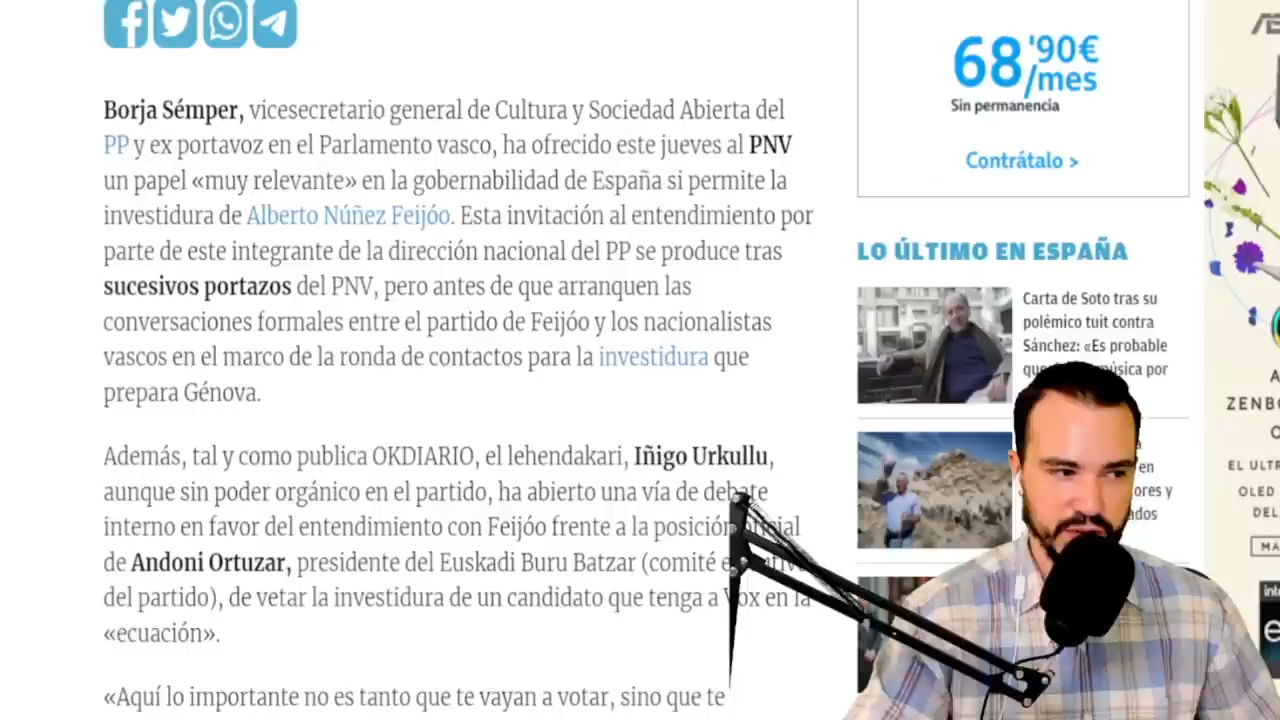 Borja Sémper, vicesecretario general de Cultura y Sociedad Abierta del
PP y ex portavoz en el Parlamento vasco, ha ofrecido este jueves al PNV
un papel «muy relevante» en la gobernabilidad de España si permite la
investidura de Alberto Núñez Feijóo. Esta invitación al entendimiento por
parte de este integrante de la dirección nacional del PP se produce tras
sucesivos portazos del PNV, pero antes de que arranquen las
conversaciones formales entre el partido de Feijóo y los nacionalistas
vascos en el marco de la ronda de contactos para la investidura que
prepara Génova.
Además, tal y como publica OKDIARIO, el lehendakari, Iñigo Urkullu,
aunque sin poder orgánico en el partido, ha abierto una vía de debate
interno en favor del entendimiento con Feijóo frente a la posición
de Andoni Ortuzar, presidente del Euskadi Buru Batzar (comité
del partido), de vetar la investidura de un candidato que tenga a Vox en la
«ecuación».
«Aquí lo importante no es tanto que te vayan a votar, sino que te
68'90€
/mes
Sin permanencia
Contrátalo >
LO ÚLTIMO EN ESPAÑA
Carta de Soto tras su
polémico tuit contra
Sánchez: «Es probable
por
en
EL
OLED
DEL